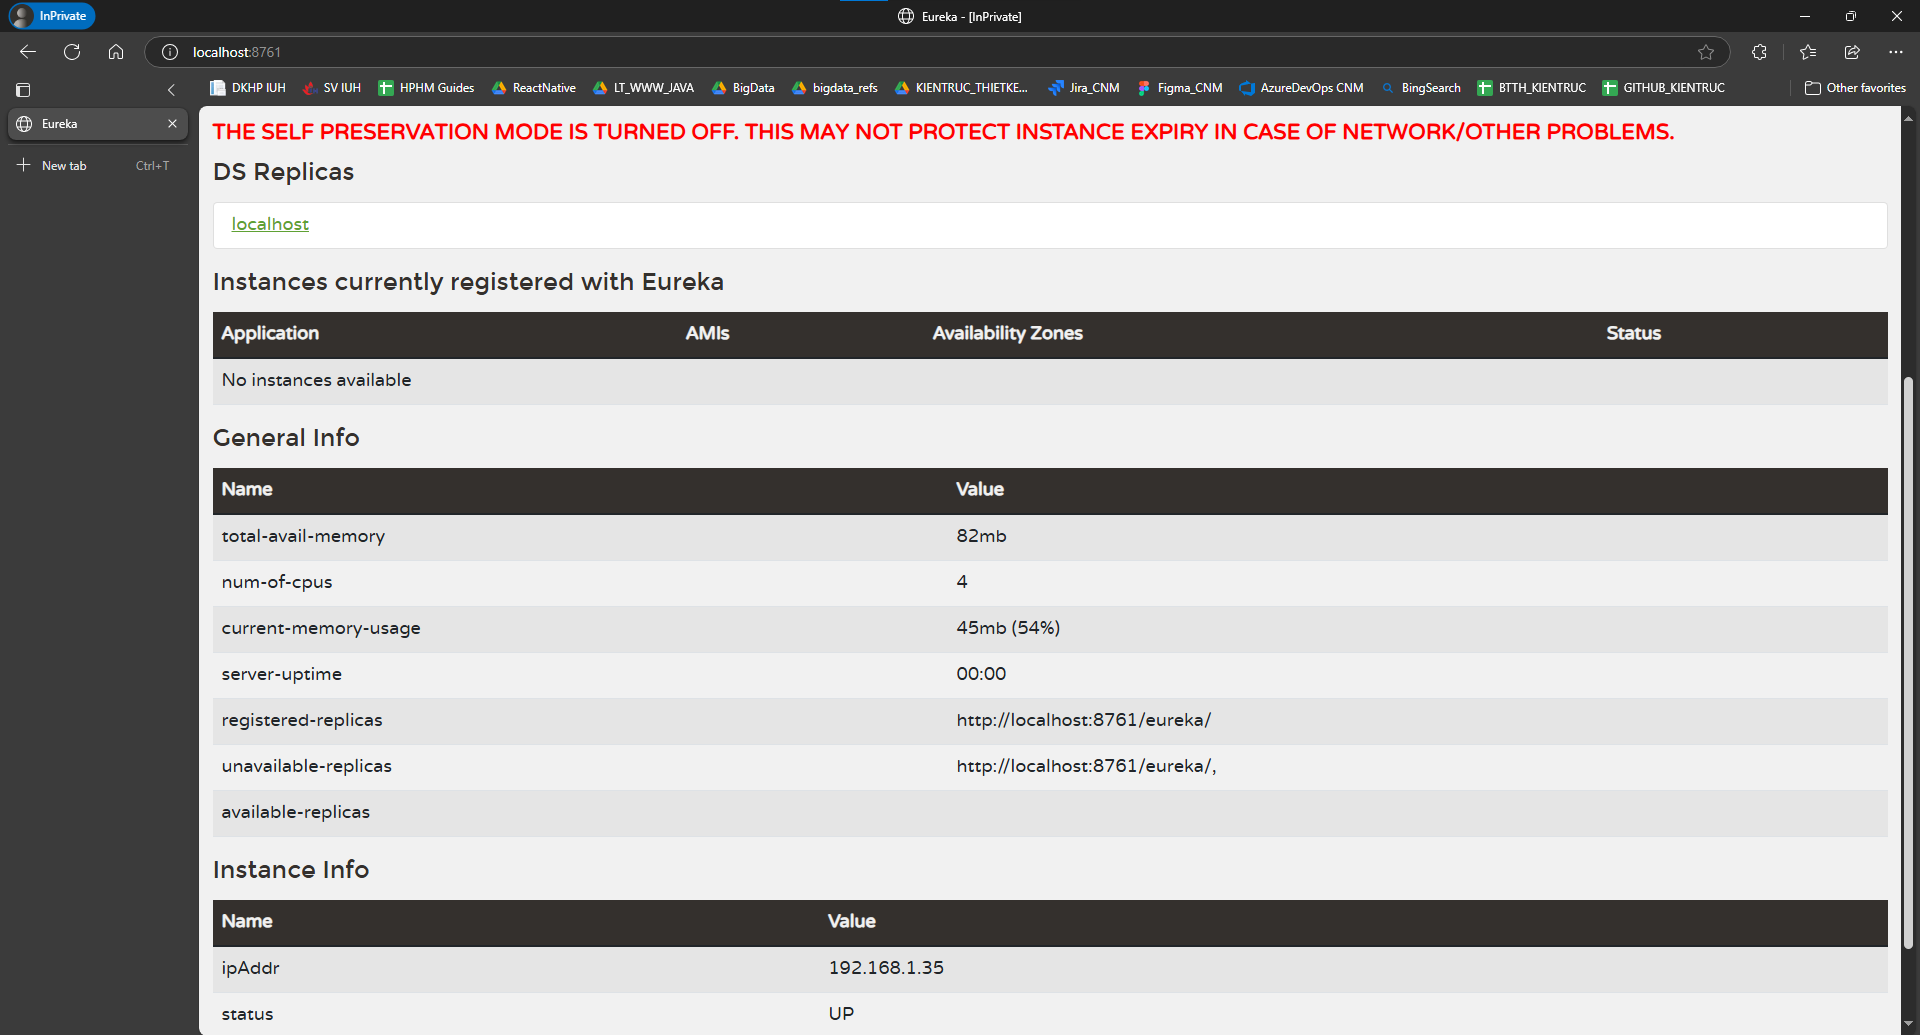 InPrivate
Eureka - [InPrivate]
localhost:8761
DKHP IUH
SV IUH
HPHM Guides
ReactNative
LT_WWW_JAVA
BigData
bigdata_refs
KIENTRUC_THIETKE...
Jira_CNM
Figma_CNM
AzureDevOps CNM
BingSearch
BTTH_KIENTRUC
GITHUB_KIENTRUC
Other favorites
Eureka
New tab Ctrl+T
THE SELF PRESERVATION MODE IS TURNED OFF. THIS MAY NOT PROTECT INSTANCE EXPIRY IN CASE OF NETWORK/OTHER PROBLEMS.
DS Replicas
localhost
Instances currently registered with Eureka
Application AMIs Availability Zones Status
No instances available
General Info
Name Value
total-avail-memory 82mb
num-of-cpus 4
current-memory-usage 45mb (54%)
server-uptime 00:00
registered-replicas http://localhost:8761/eureka/
unavailable-replicas http://localhost:8761/eureka/,
available-replicas
Instance Info
Name Value
ipAddr 192.168.1.35
status UP